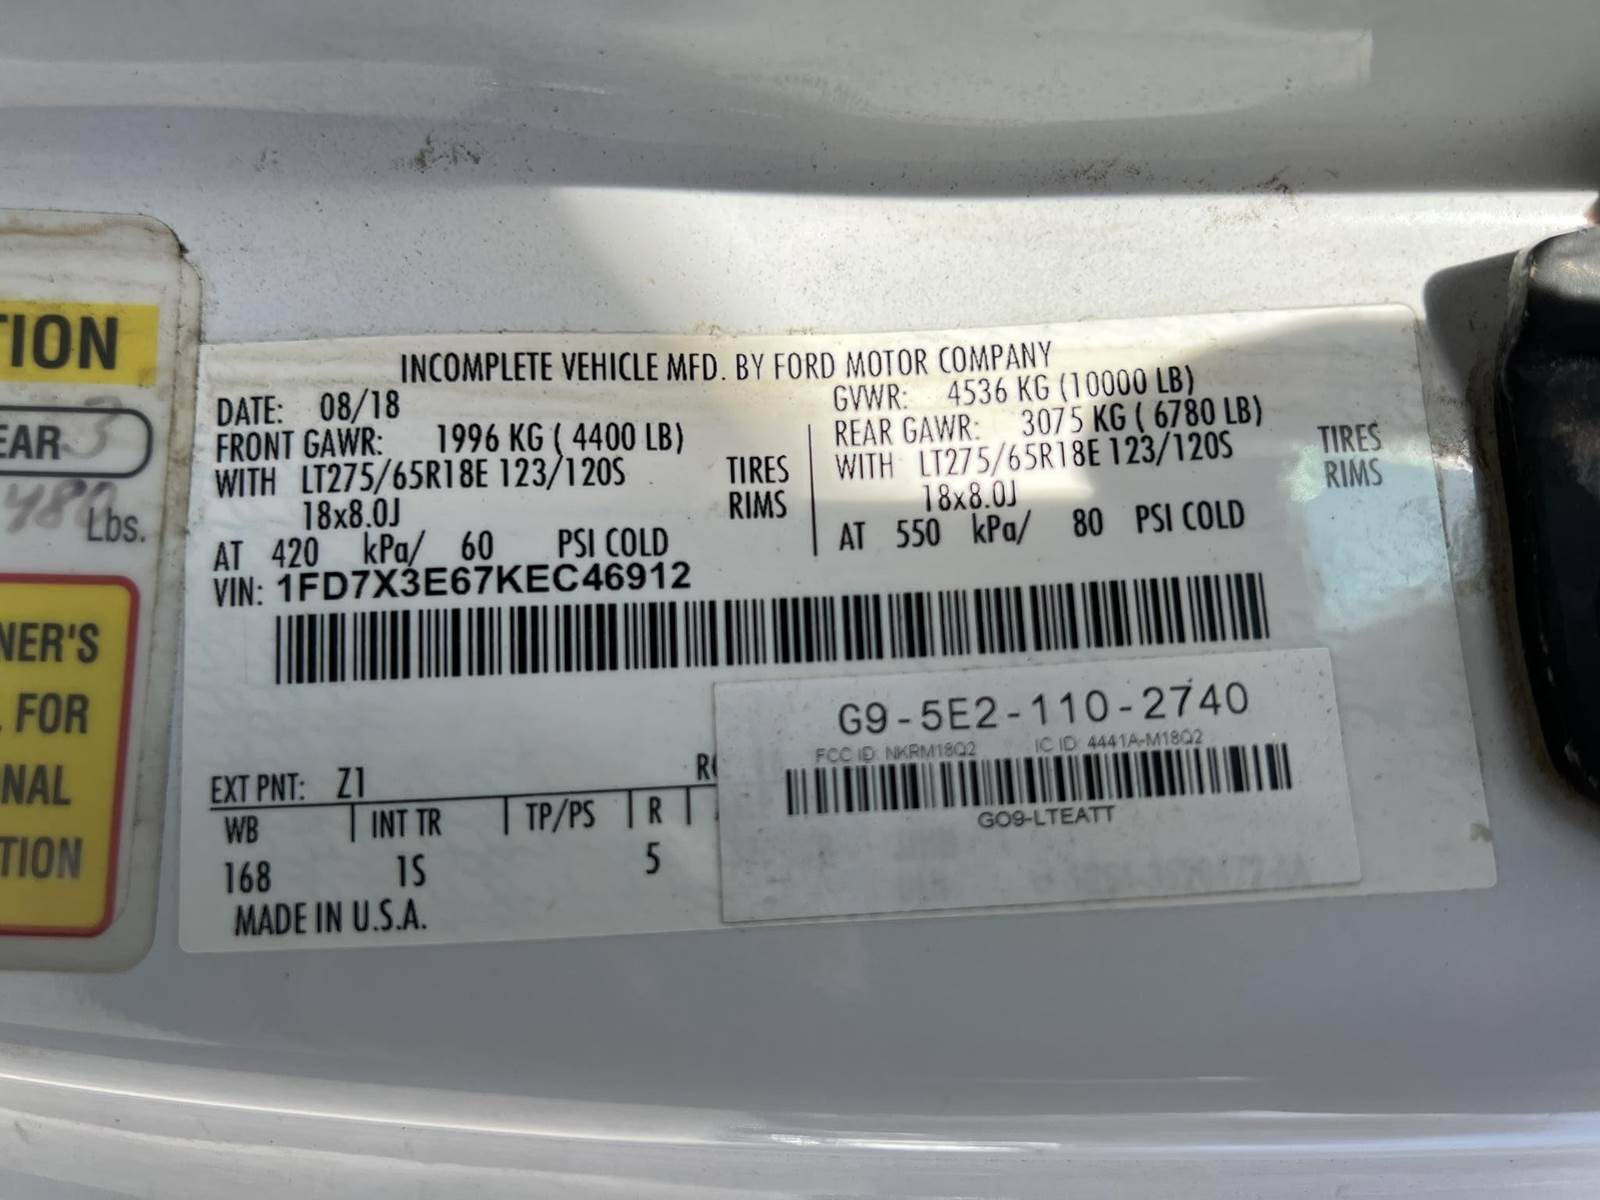 TION
EAR 3
480 Lbs.
NER'S
FOR
NAL
TION
INCOMPLETE VEHICLE MFD. BY FORD MOTOR COMPANY
DATE: 08/18
GVWR: 4536 KG (10000 LB)
FRONT GAWR: 1996 KG ( 4400 LB)
REAR GAWR: 3075 KG ( 6780 LB)
WITH LT275/65R18E 123/120S TIRES
WITH LT275/65R18E 123/120S TIRES
18x8.0J RIMS
18x8.0J RIMS
AT 420 kPa/ 60 PSI COLD
AT 550 kPa/ 80 PSI COLD
VIN: 1FD7X3E67KEC46912
EXT PNT: Z1
WB INT TR TP/PS R
168 1S 5
MADE IN U.S.A.
G9-5E2-110-2740
FCC ID: NKRM18Q2 IC ID: 4441A-M18Q2
GO9-LTEATT